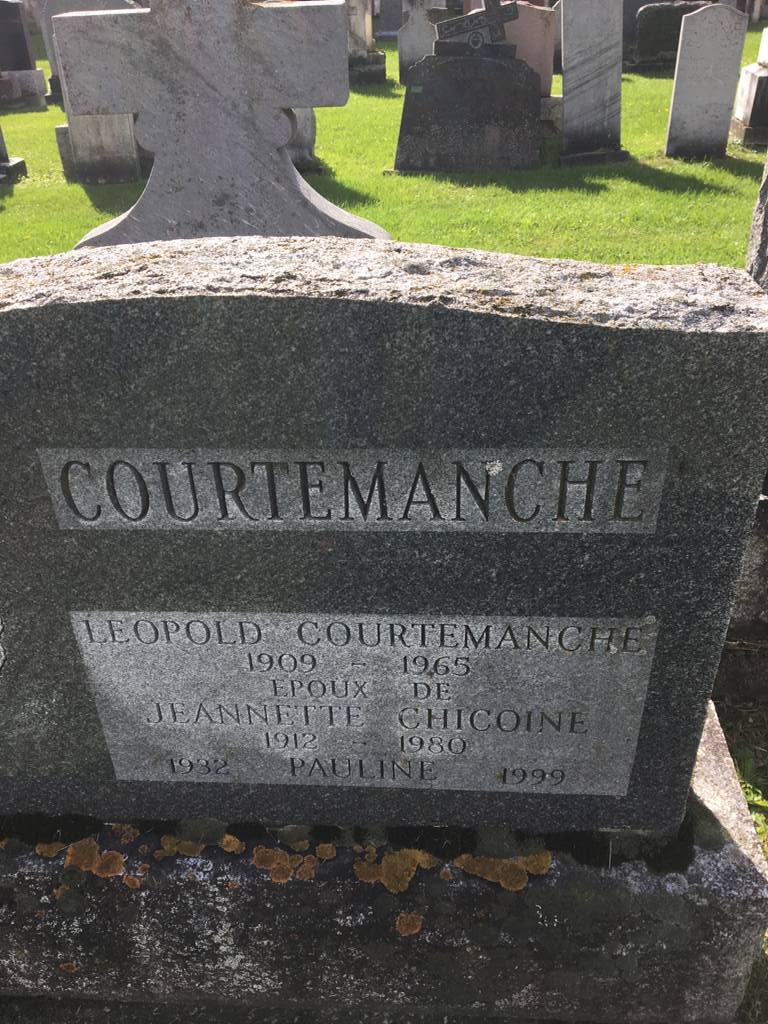 COURTEMANCHE
LEOPOLD COURTEMANCHE
1909 - 1965
EPOUX DE
JEANNETTE CHICOINE
1912 - 1980
1932 PAULINE 1999